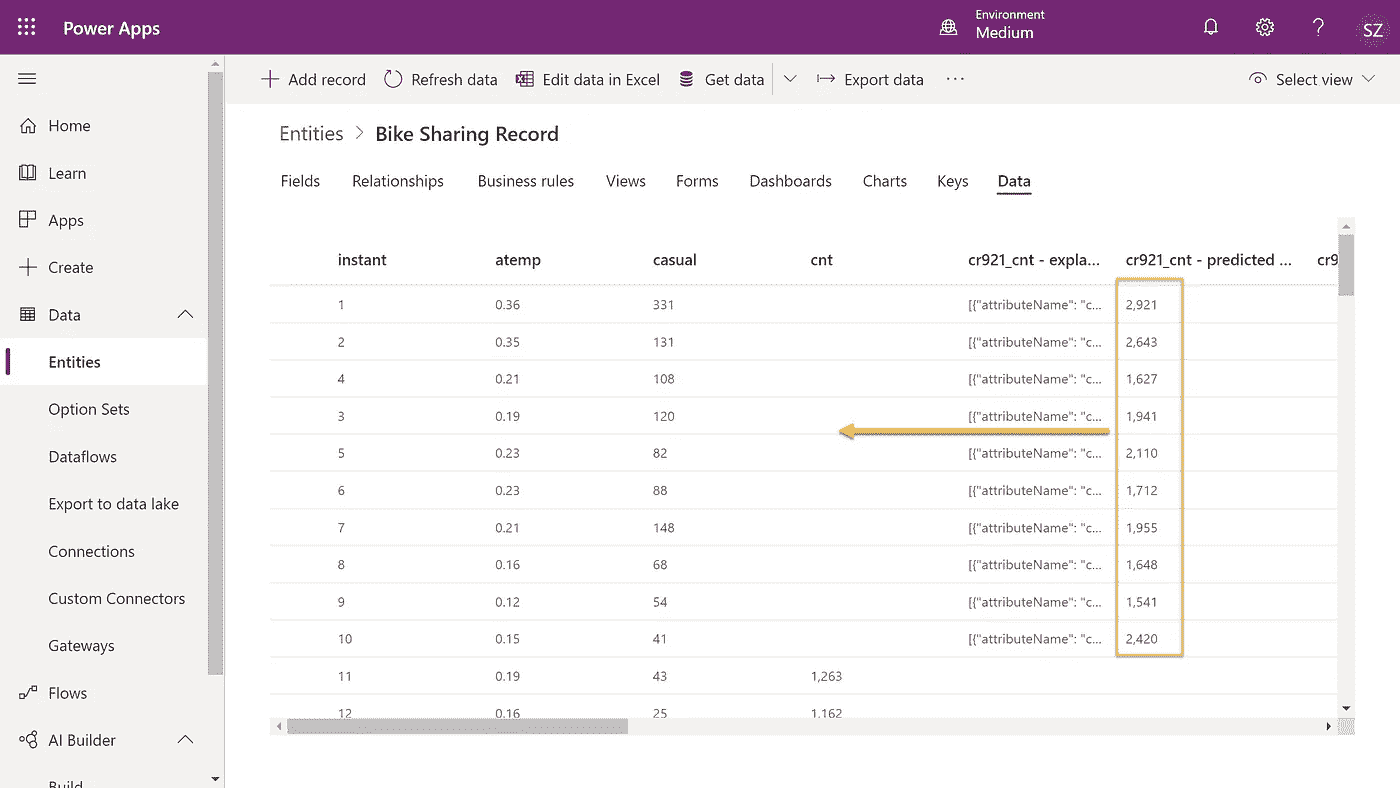 Power Apps
Environment
Medium
SZ
Add record
Refresh data
Edit data in Excel
Get data
Export data
Select view
Home
Learn
Apps
Create
Data
Entities
Option Sets
Dataflows
Export to data lake
Connections
Custom Connectors
Gateways
Flows
AI Builder
Build
Entities > Bike Sharing Record
Fields Relationships Business rules Views Forms Dashboards Charts Keys Data
instant atemp casual cnt cr921_cnt - expla... cr921_cnt - predicted ... cr9
1 0.36 331 [{"attributeName": "c... 2,921
2 0.35 131 [{"attributeName": "c... 2,643
4 0.21 108 [{"attributeName": "c... 1,627
3 0.19 120 [{"attributeName": "c... 1,941
5 0.23 82 [{"attributeName": "c... 2,110
6 0.23 88 [{"attributeName": "c... 1,712
7 0.21 148 [{"attributeName": "c... 1,955
8 0.16 68 [{"attributeName": "c... 1,648
9 0.12 54 [{"attributeName": "c... 1,541
10 0.15 41 [{"attributeName": "c... 2,420
11 0.19 43 1,263
12 0.16 25 1,162